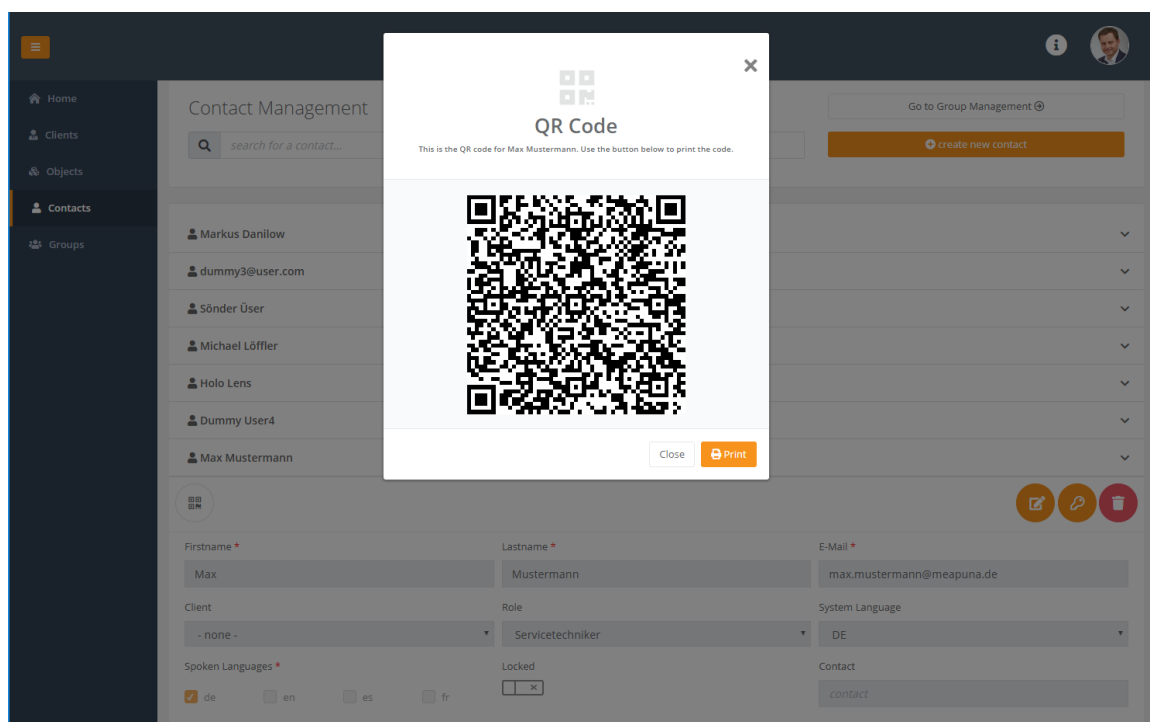 Home
Clients
Objects
Contacts
Groups
Contact Management
search for a contact...
Go to Group Management
create new contact
QR Code
This is the QR code for Max Mustermann. Use the button below to print the code.
Close
Print
Markus Danilow
dummy3@user.com
Sönder Üser
Michael Löffler
Holo Lens
Dummy User4
Max Mustermann
Firstname *
Lastname *
E-Mail *
Max
Mustermann
max.mustermann@meapuna.de
Client
Role
System Language
- none -
Servicetechniker
DE
Spoken Languages *
Locked
Contact
de
en
es
fr
contact